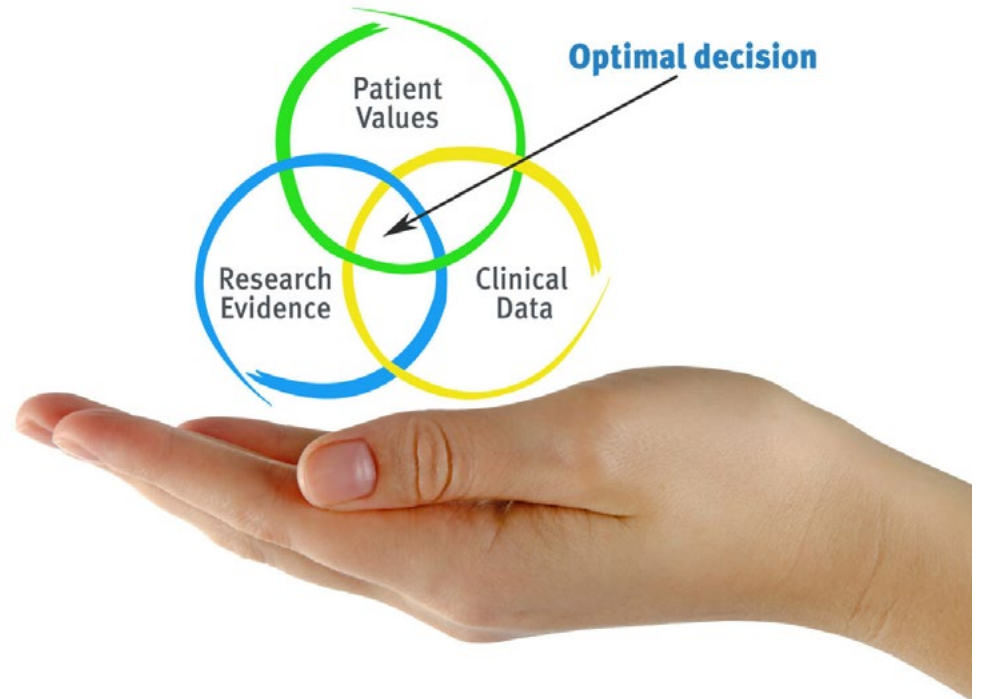 Optimal decision
Patient
Values
Research
Evidence
Clinical
Data